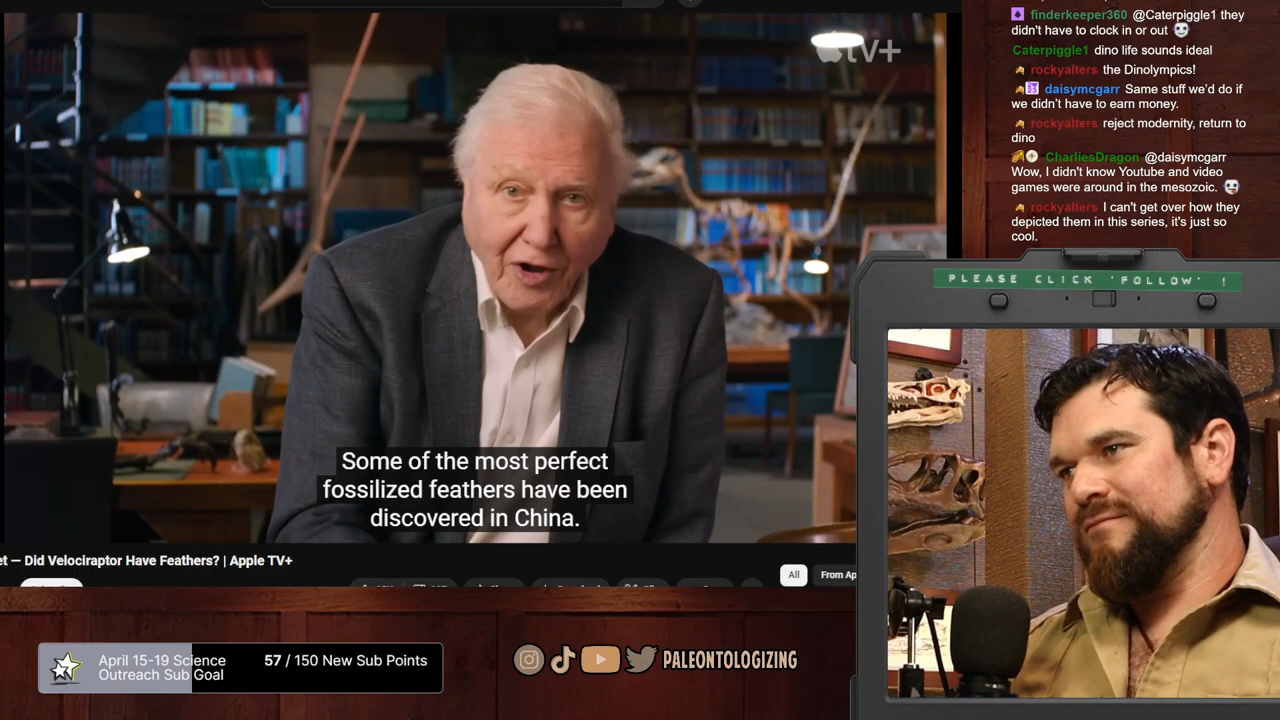 tv+
Some of the most perfect
fossilized feathers have been
discovered in China.
et — Did Velociraptor Have Feathers? | Apple TV+
All
From Ap
finderkeeper360 @Caterpiggle1 they
didn't have to clock in or out
Caterpiggle1 dino life sounds ideal
rockyalters the Dinolympics!
daisymcgarr Same stuff we'd do if
we didn't have to earn money.
rockyalters reject modernity, return to
dino
CharliesDragon @daisymcgarr
Wow, I didn't know Youtube and video
games were around in the mesozoic.
rockyalters I can't get over how they
depicted them in this series, it's just so
cool.
PLEASE CLICK "FOLLOW" !
April 15-19 Science
Outreach Sub Goal
57 / 150 New Sub Points
PALEONTOLOGIZING